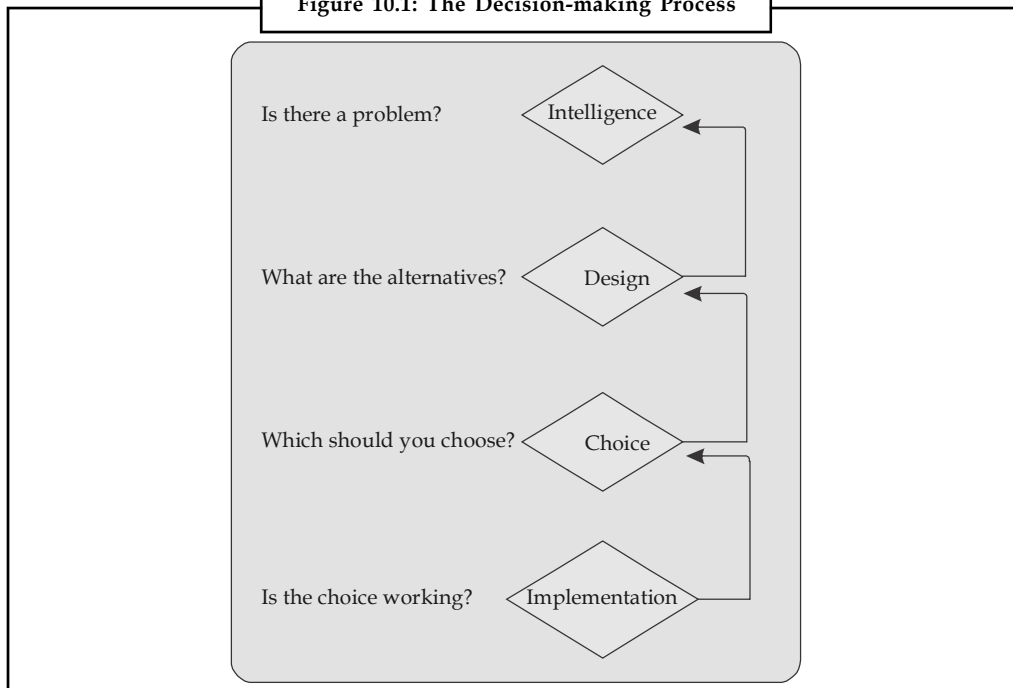 Figure 10.1: The Decision-making Process
Is there a problem?
Intelligence
What are the alternatives?
Design
Which should you choose?
Choice
Is the choice working?
Implementation